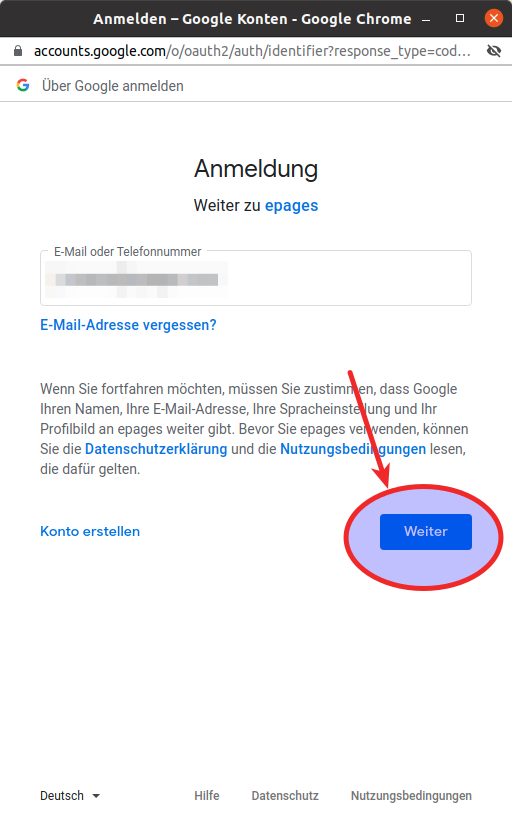 Anmelden – Google Konten - Google Chrome
accounts.google.com/o/oauth2/auth/identifier?response_type=cod...
Über Google anmelden
Anmeldung
Weiter zu epages
E-Mail oder Telefonnummer
E-Mail-Adresse vergessen?
Wenn Sie fortfahren möchten, müssen Sie zustimmen, dass Google
Ihren Namen, Ihre E-Mail-Adresse, Ihre Spracheinstellung und Ihr
Profilbild an epages weiter gibt. Bevor Sie epages verwenden, können
Sie die Datenschutzerklärung und die Nutzungsbedingungen lesen,
die dafür gelten.
Konto erstellen Weiter
Deutsch Hilfe Datenschutz Nutzungsbedingungen